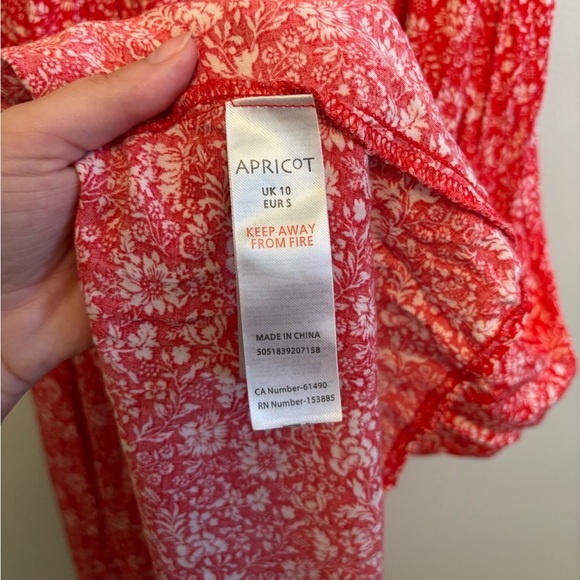 APRICOT
UK 10
EUR S
KEEP AWAY
FROM FIRE
MADE IN CHINA
5051839207158
CA Number-61490
RN Number-153885